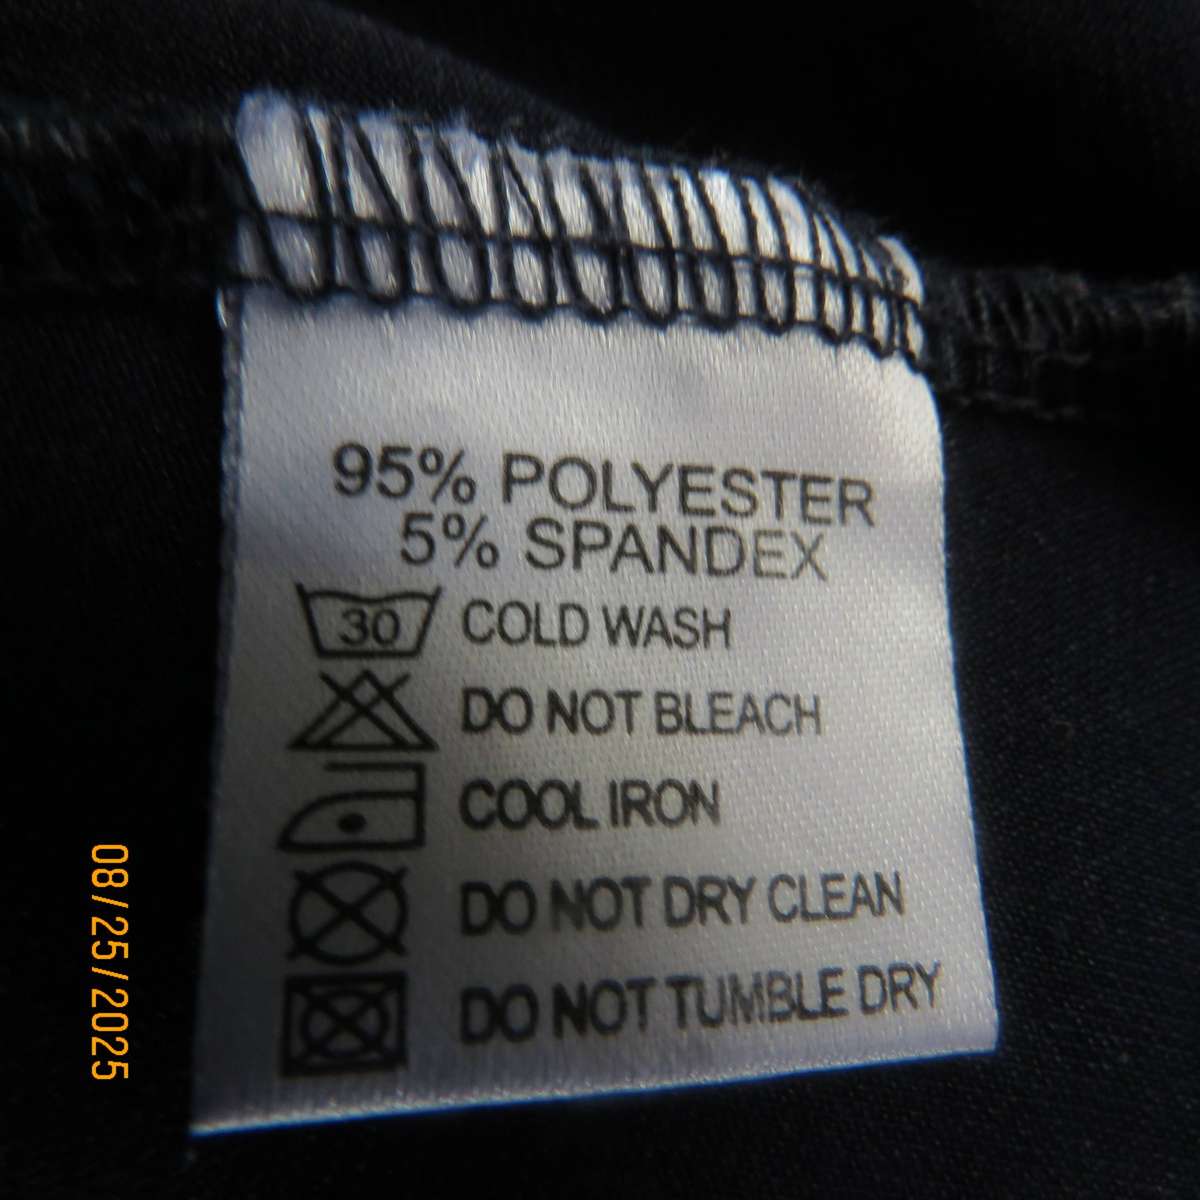 95% POLYESTER
5% SPANDEX
30 COLD WASH
DO NOT BLEACH
COOL IRON
DO NOT DRY CLEAN
DO NOT TUMBLE DRY
08/25/2025